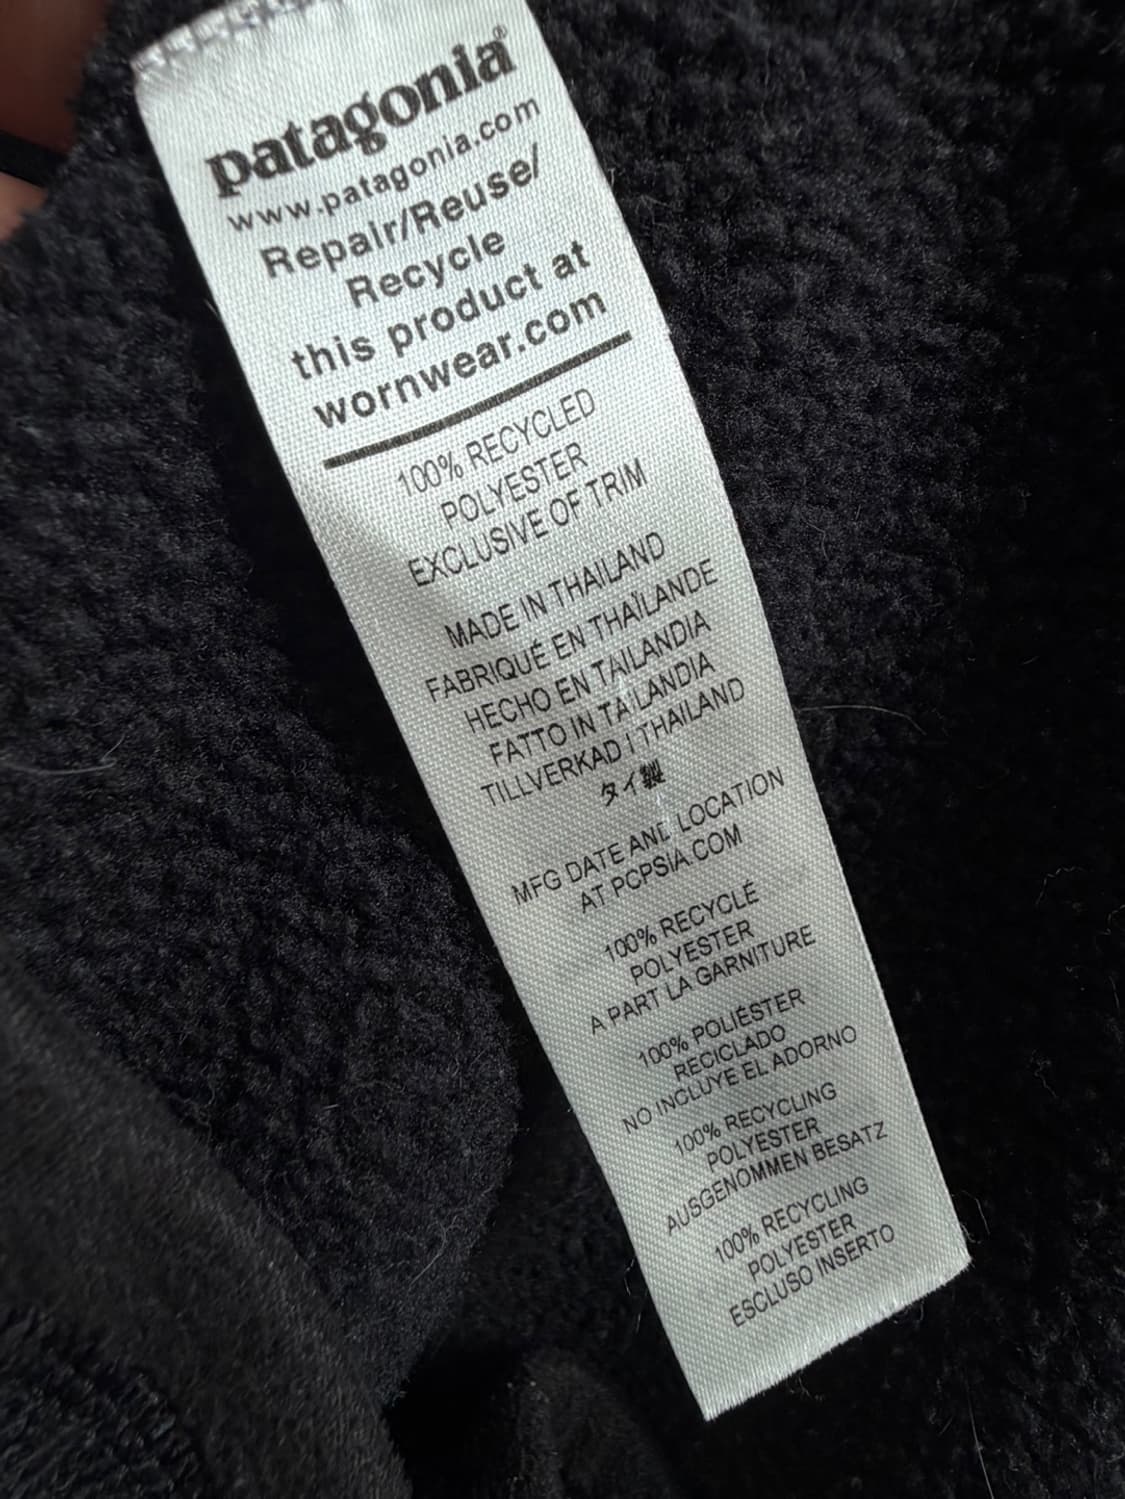 patagonia®
www.patagonia.com
Repair/Reuse/
Recycle
this product at
wornwear.com
100% RECYCLED
POLYESTER
EXCLUSIVE OF TRIM
MADE IN THAILAND
FABRIQUÉ EN THAÏLANDE
HECHO EN TAILANDIA
FATTO IN TAILANDIA
TILLVERKAD I THAILAND
タイ製
MFG DATE AND LOCATION
AT PCPSIA.COM
100% RECYCLÉ
POLYESTER
A PART LA GARNITURE
100% POLIÉSTER
RECICLADO
NO INCLUYE EL ADORNO
100% RECYCLING
POLYESTER
AUSGENOMMEN BESATZ
100% RECYCLING
POLYESTER
ESCLUSO INSERTO